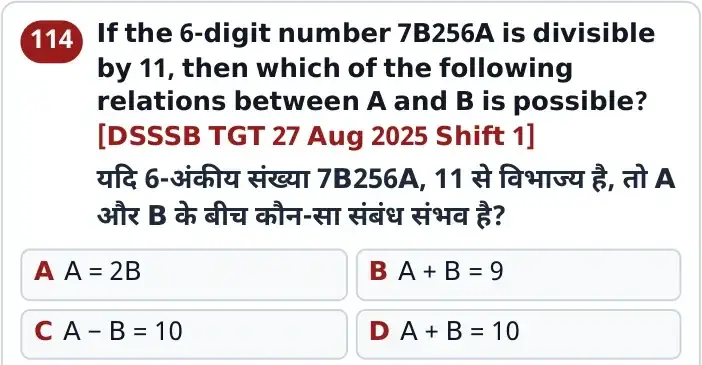 114 If the 6-digit number 7B256A is divisible
by 11, then which of the following
relations between A and B is possible?
[DSSSB TGT 27 Aug 2025 Shift 1]
यदि 6-अंकीय संख्या 7B256A, 11 से विभाज्य है, तो A
और B के बीच कौन-सा संबंध संभव है?
A A = 2B
B A + B = 9
C A − B = 10
D A + B = 10